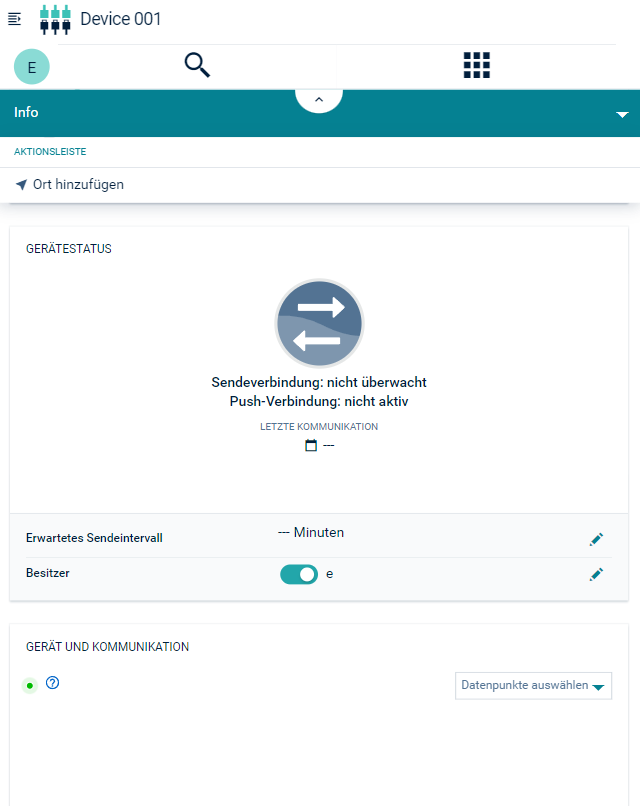 Device 001
E
Info
AKTIONSLEISTE
Ort hinzufügen
GERÄTESTATUS
Sendeverbindung: nicht überwacht
Push-Verbindung: nicht aktiv
LETZTE KOMMUNIKATION
---
Erwartetes Sendeintervall --- Minuten
Besitzer e
GERÄT UND KOMMUNIKATION
Datenpunkte auswählen